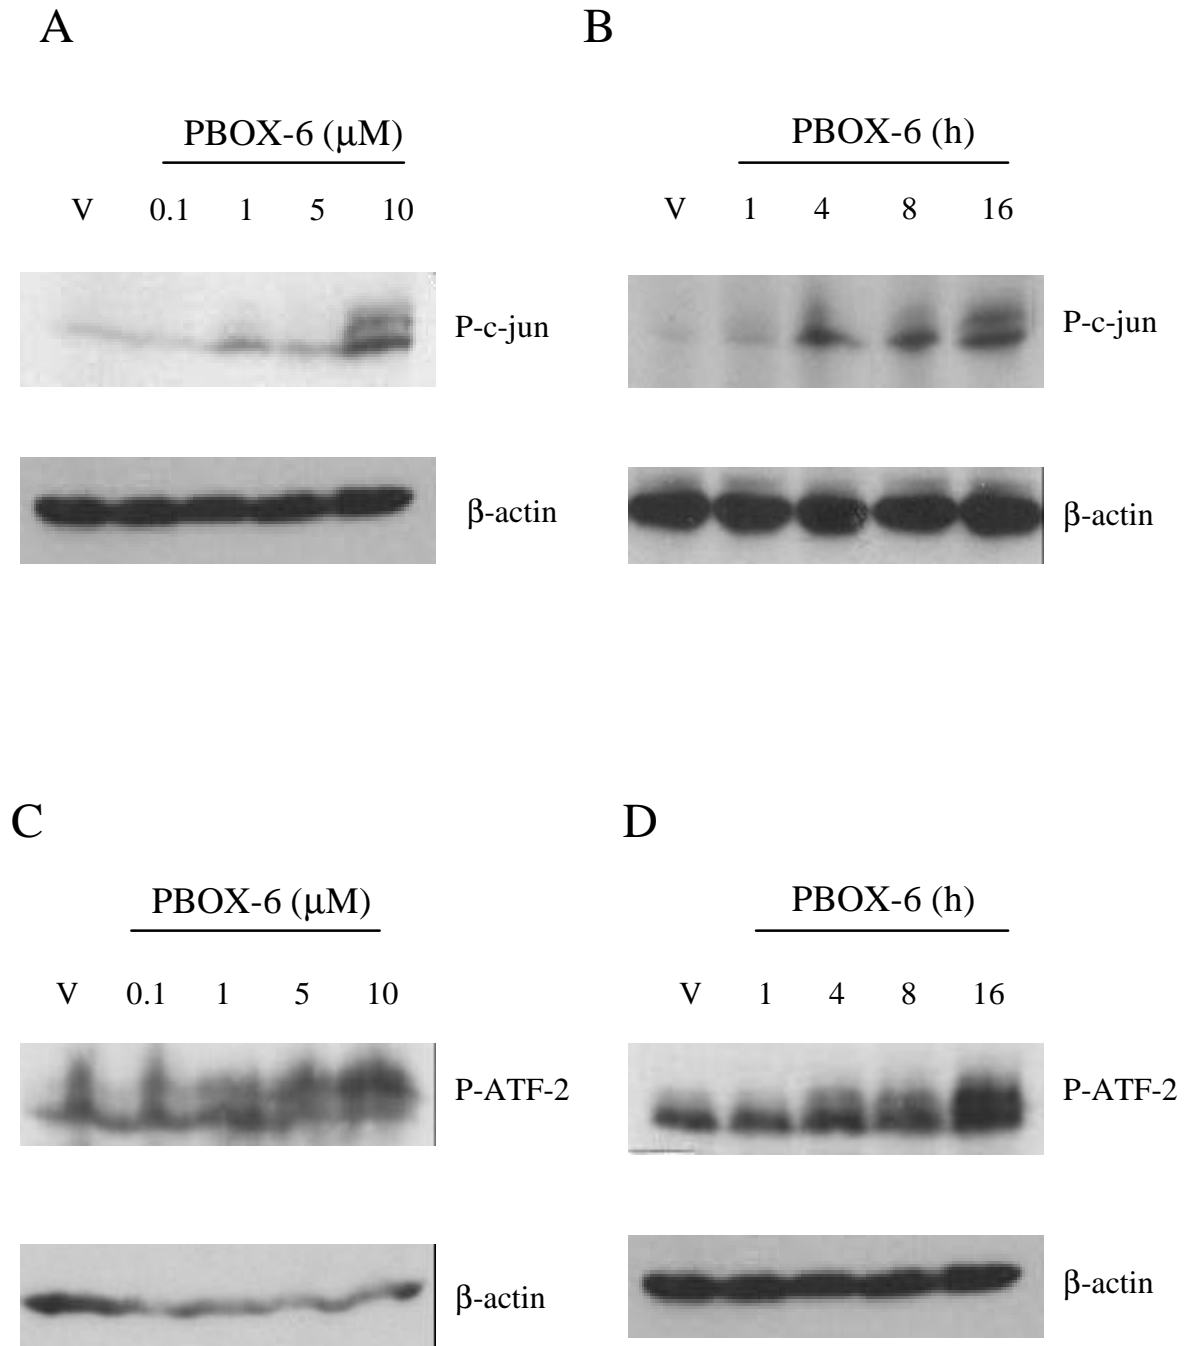 A
PBOX-6 (μM)
V 0.1 1 5 10
P-c-jun
β-actin
B
PBOX-6 (h)
V 1 4 8 16
P-c-jun
β-actin
C
PBOX-6 (μM)
V 0.1 1 5 10
P-ATF-2
β-actin
D
PBOX-6 (h)
V 1 4 8 16
P-ATF-2
β-actin